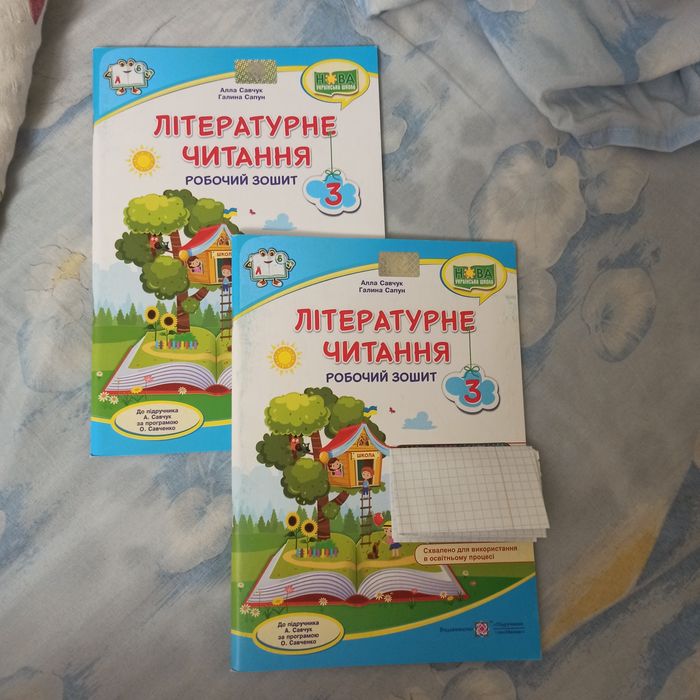 Алла Савчук
Галина Сапун
НОВА
УКРАЇНСЬКА ШКОЛА
ЛІТЕРАТУРНЕ
ЧИТАННЯ
РОБОЧИЙ ЗОШИТ
3
ШКОЛА
До підручника
А. Савчук
за програмою
О. Савченко
Алла Савчук
Галина Сапун
НОВА
УКРАЇНСЬКА ШКОЛА
ЛІТЕРАТУРНЕ
ЧИТАННЯ
РОБОЧИЙ ЗОШИТ
3
ШКОЛА
Схвалено для використання
в освітньому процесі
До підручника
А. Савчук
за програмою
О. Савченко